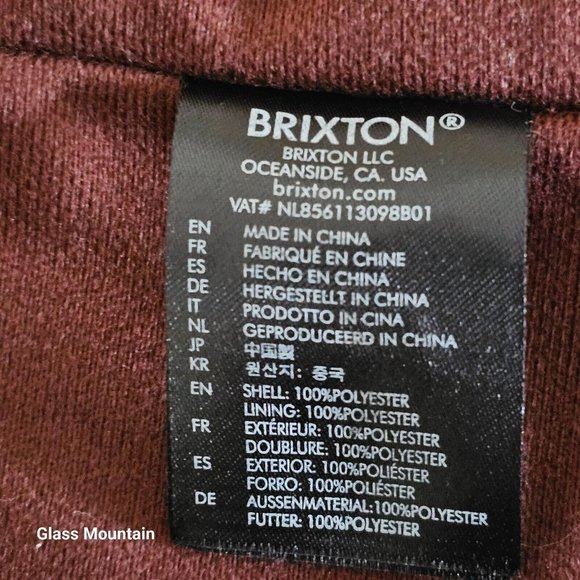 BRIXTON®
BRIXTON LLC
OCEANSIDE, CA. USA
brixton.com
VAT# NL856113098B01
EN MADE IN CHINA
FR FABRIQUÉ EN CHINE
ES HECHO EN CHINA
DE HERGESTELLT IN CHINA
IT PRODOTTO IN CINA
NL GEPRODUCEERD IN CHINA
JP 中国製
KR 원산지: 중국
EN SHELL: 100%POLYESTER
LINING: 100%POLYESTER
FR EXTÉRIEUR: 100%POLYESTER
DOUBLURE: 100%POLYESTER
ES EXTERIOR: 100%POLIÉSTER
FORRO: 100%POLIÉSTER
DE AUSSENMATERIAL:100%POLYESTER
FUTTER: 100%POLYESTER
Glass Mountain